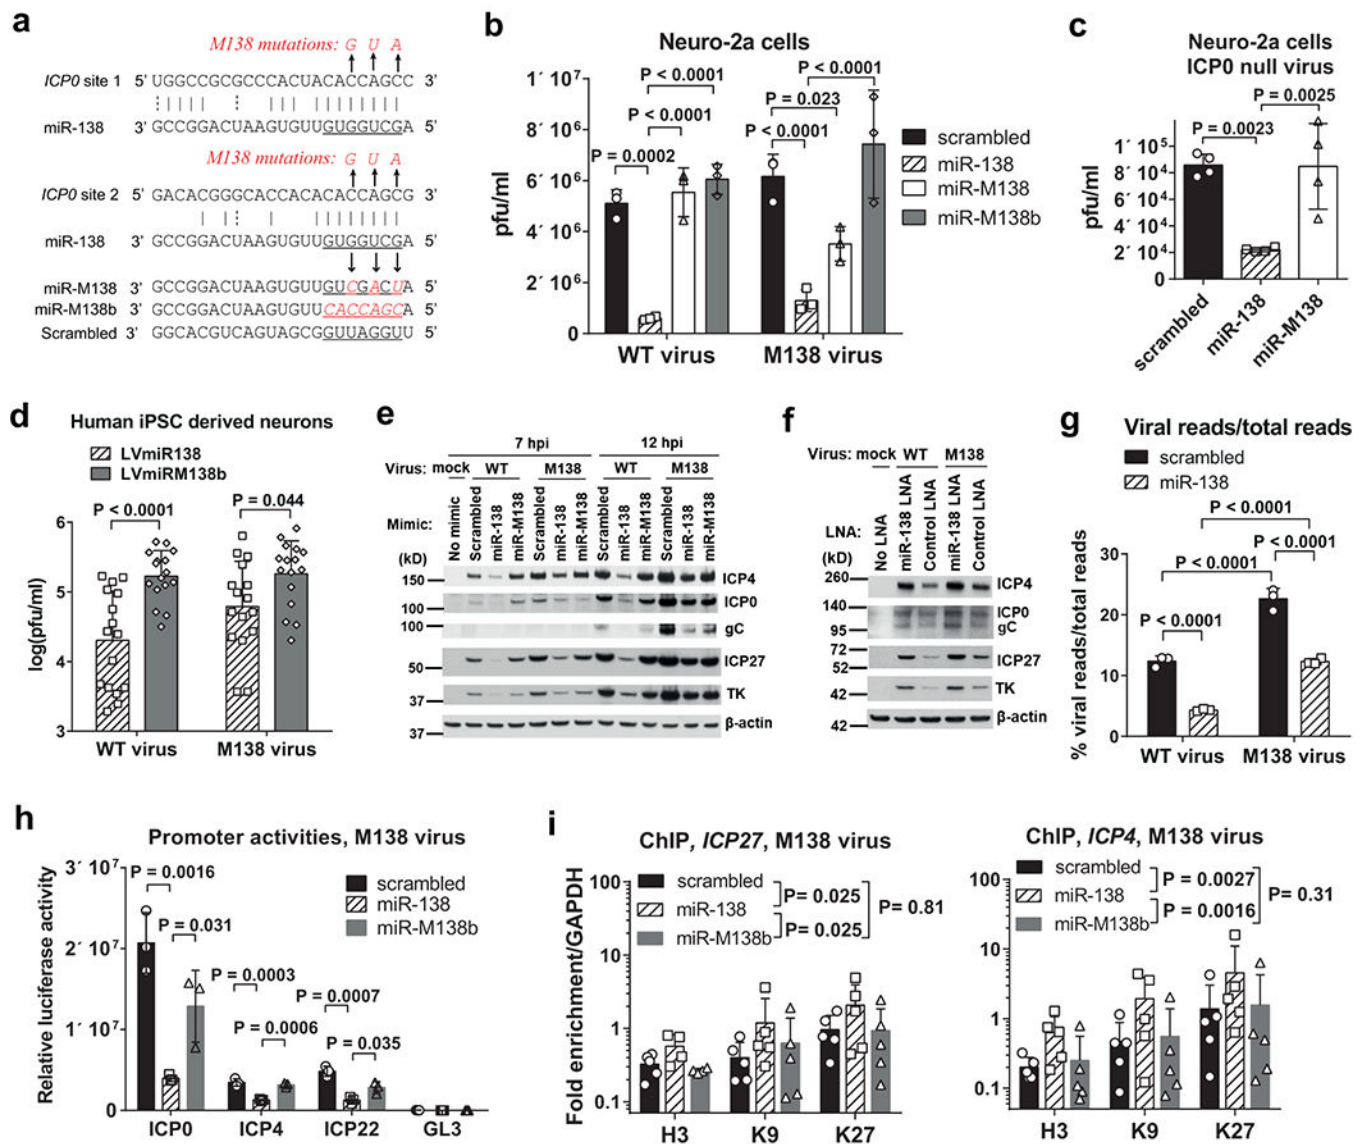 a
M138 mutations: G U A
ICP0 site 1 5' UGGCCGCGCCCACUACACCAGCC 3'
miR-138 3' GCCGGACUAAGUGUUGUGGUCGA 5'
M138 mutations: G U A
ICP0 site 2 5' GACACGGGCACCACACACCAGCG 3'
miR-138 3' GCCGGACUAAGUGUUGUGGUCGA 5'
miR-M138 3' GCCGGACUAAGUGUUGUCGACUA 5'
miR-M138b 3' GCCGGACUAAGUGUUCACCAGCA 5'
Scrambled 3' GGCACGUCAGUAGCGGUUAGGUU 5'
b
Neuro-2a cells
P < 0.0001
P < 0.0001
P < 0.0001
P = 0.023
P < 0.0001
P = 0.0002
1´ 10⁷
8´ 10⁶
6´ 10⁶
4´ 10⁶
2´ 10⁶
0
pfu/ml
WT virus
M138 virus
scrambled
miR-138
miR-M138
miR-M138b
c
Neuro-2a cells
ICP0 null virus
P = 0.0025
P = 0.0023
1´ 10⁵
8´ 10⁴
6´ 10⁴
4´ 10⁴
2´ 10⁴
0
pfu/ml
scrambled
miR-138
miR-M138
d
Human iPSC derived neurons
LVmiR138
LVmiRM138b
P < 0.0001
P = 0.044
6
5
4
3
log(pfu/ml)
WT virus
M138 virus
e
7 hpi
12 hpi
Virus: mock WT M138 WT M138
Mimic:
No mimic
Scrambled
miR-138
miR-M138
Scrambled
miR-138
miR-M138
Scrambled
miR-138
miR-M138
Scrambled
miR-138
miR-M138
(kD)
150 ICP4
100 ICP0
100 gC
50 ICP27
37 TK
37 β-actin
f
Virus: mock WT M138
LNA:
No LNA
miR-138 LNA
Control LNA
miR-138 LNA
Control LNA
(kD)
260 ICP4
140 ICP0
95 gC
72
52 ICP27
42 TK
42 β-actin
g
Viral reads/total reads
scrambled
miR-138
P < 0.0001
P < 0.0001
P < 0.0001
P < 0.0001
30
20
10
0
% viral reads/total reads
WT virus
M138 virus
h
Promoter activities, M138 virus
scrambled
miR-138
miR-M138b
P = 0.0016
P = 0.031
P = 0.0003
P = 0.0007
P = 0.0006
P = 0.035
3´ 10⁷
2´ 10⁷
1´ 10⁷
0
Relative luciferase activity
ICP0
ICP4
ICP22
GL3
i
ChIP, ICP27, M138 virus
scrambled
miR-138
miR-M138b
P= 0.025
P= 0.025
P= 0.81
100
10
1
0.1
Fold enrichment/GAPDH
H3
K9
K27
ChIP, ICP4, M138 virus
scrambled
miR-138
miR-M138b
P = 0.0027
P = 0.0016
P= 0.31
100
10
1
0.1
H3
K9
K27